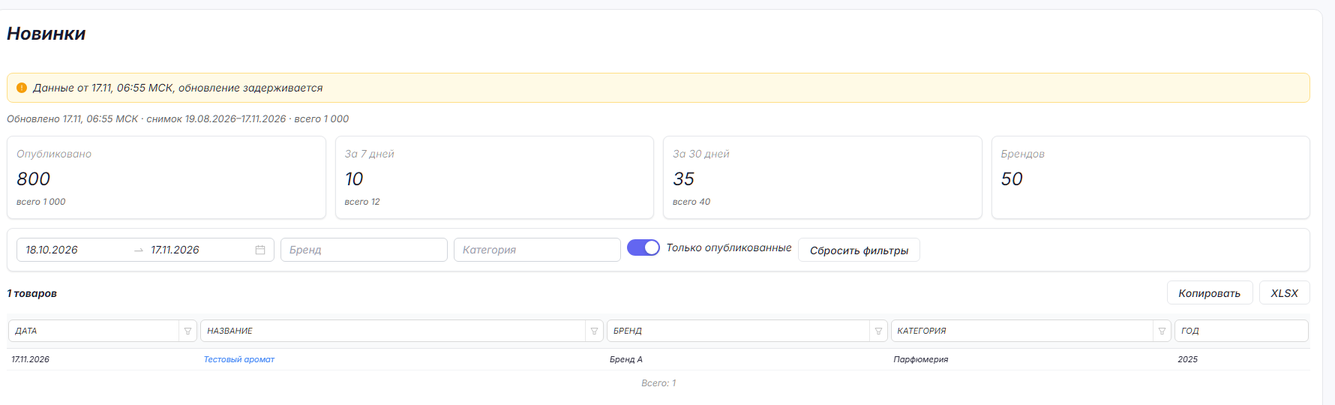 Новинки
Данные от 17.11, 06:55 МСК, обновление задерживается
Обновлено 17.11, 06:55 МСК · снимок 19.08.2026–17.11.2026 · всего 1 000
Опубликовано За 7 дней За 30 дней Брендов
800 10 35 50
всего 1 000 всего 12 всего 40
18.10.2026 → 17.11.2026 Бренд Категория Только опубликованные Сбросить фильтры
1 товаров Копировать XLSX
ДАТА НАЗВАНИЕ БРЕНД КАТЕГОРИЯ ГОД
17.11.2026 Тестовый аромат Бренд А Парфюмерия 2025
Всего: 1